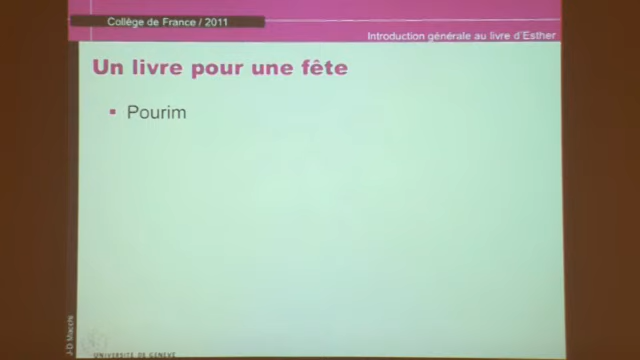 Collège de France / 2011
Introduction générale au livre d'Esther
Un livre pour une fête
Pourim
J-D Macchi
UNIVERSITÉ DE GENÈVE